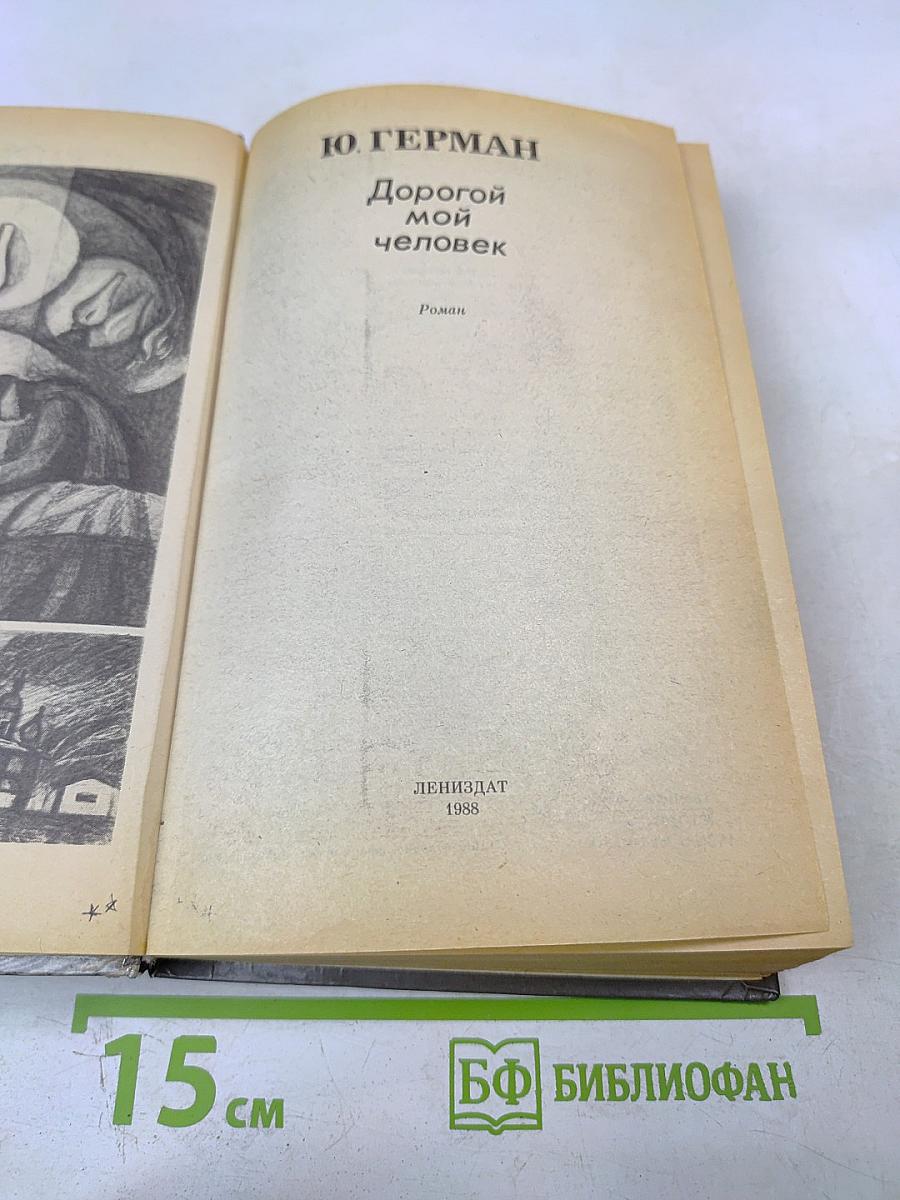 Ю. ГЕРМАН
Дорогой
мой
человек
Роман
ЛЕНИЗДАТ
1988
15 см
БФ БИБЛИОФАН